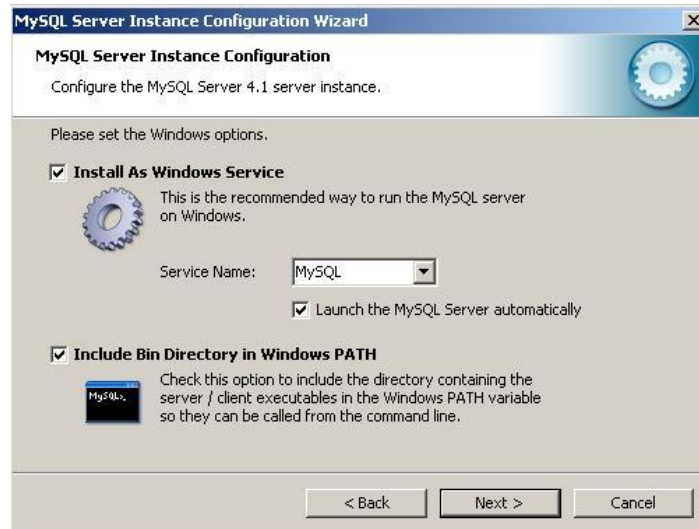 MySQL Server Instance Configuration Wizard
MySQL Server Instance Configuration
Configure the MySQL Server 4.1 server instance.
Please set the Windows options.
Install As Windows Service
This is the recommended way to run the MySQL server
on Windows.
Service Name: MySQL
Launch the MySQL Server automatically
Include Bin Directory in Windows PATH
Check this option to include the directory containing the
server / client executables in the Windows PATH variable
so they can be called from the command line.
MySQL>_
< Back Next > Cancel